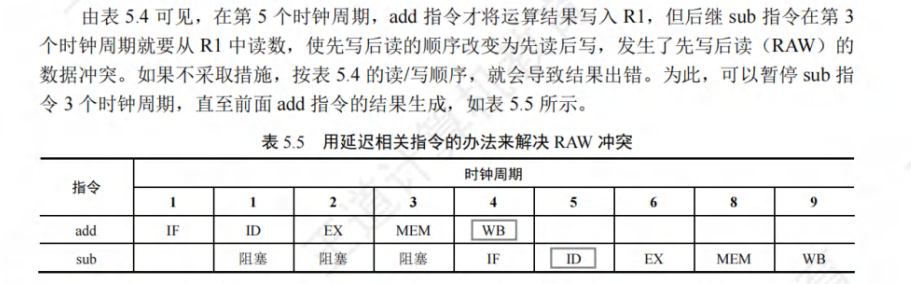 由表 5.4 可见，在第 5 个时钟周期，add 指令才将运算结果写入 R1，但后继 sub 指令在第 3
个时钟周期就要从 R1 中读数，使先写后读的顺序改变为先读后写，发生了先写后读（RAW）的
数据冲突。如果不采取措施，按表 5.4 的读/写顺序，就会导致结果出错。为此，可以暂停 sub 指
令 3 个时钟周期，直至前面 add 指令的结果生成，如表 5.5 所示。
表 5.5 用延迟相关指令的办法来解决 RAW 冲突
指令 时钟周期
1 1 2 3 4 5 6 8 9
add IF ID EX MEM WB
sub 阻塞 阻塞 阻塞 IF ID EX MEM WB